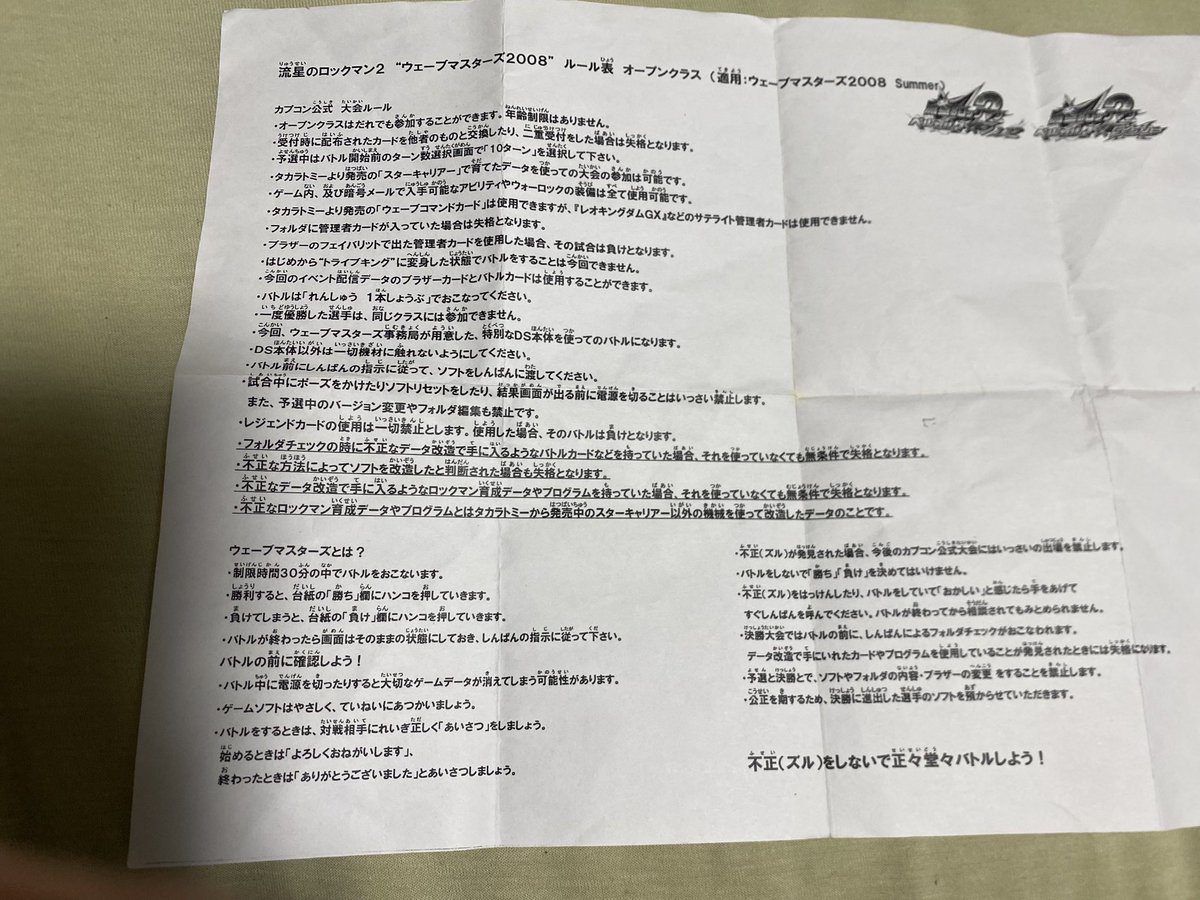 流星のロックマン2 “ウェーブマスターズ2008” ルール表 オープンクラス (適用:ウェーブマスターズ2008 Summer)
カプコン公式 大会ルール
・オープンクラスはだれでも参加することができます。年齢制限はありません。
・受付時に配布されたカードを他者のものと交換したり、二重受付をした場合は失格となります。
・予選中はバトル開始前のターン数選択画面で「10ターン」を選択して下さい。
・タカラトミーより発売の「スターキャリアー」で育てたデータを使っての大会の参加は可能です。
・ゲーム内、及び暗号メールで入手可能なアビリティやウォーロックの装備は全て使用可能です。
・タカラトミーより発売の「ウェーブコマンドカード」は使用できますが、『レオキングダムGX』などのサテライト管理者カードは使用できません。
・フォルダに管理者カードが入っていた場合は失格となります。
・ブラザーのフェイバリットで出た管理者カードを使用した場合、その試合は負けとなります。
・はじめから“トライブキング”に変身した状態でバトルをすることは今回できません。
・今回のイベント配信データのブラザーカードとバトルカードは使用することができます。
・バトルは「れんしゅう 1本しょうぶ」でおこなってください。
・一度優勝した選手は、同じクラスには参加できません。
・今回、ウェーブマスターズ事務局が用意した、特別なDS本体を使ってのバトルになります。
・DS本体以外は一切機材に触れないようにしてください。
・バトル前にしんぱんの指示に従って、ソフトをしんぱんに渡してください。
・試合中にポーズをかけたりソフトリセットをしたり、結果画面が出る前に電源を切ることはいっさい禁止します。
また、予選中のバージョン変更やフォルダ編集も禁止です。
・レジェンドカードの使用は一切禁止とします。使用した場合、そのバトルは負けとなります。
・フォルダチェックの時に不正なデータ改造で手に入るようなバトルカードなどを持っていた場合、それを使っていなくても無条件で失格となります。
・不正な方法によってソフトを改造したと判断された場合も失格となります。
・不正なデータ改造で手に入るようなロックマン育成データやプログラムを持っていた場合、それを使っていなくても無条件で失格となります。
・不正なロックマン育成データやプログラムとはタカラトミーから発売中のスターキャリアー以外の機械を使って改造したデータのことです。
ウェーブマスターズとは?
・制限時間30分の中でバトルをおこないます。
・勝利すると、台紙の「勝ち」欄にハンコを押していきます。
・負けてしまうと、台紙の「負け」欄にハンコを押していきます。
・バトルが終わったら画面はそのままの状態にしておき、しんぱんの指示に従って下さい。
バトルの前に確認しよう!
・バトル中に電源を切ったりすると大切なゲームデータが消えてしまう可能性があります。
・ゲームソフトはやさしく、ていねいにあつかいましょう。
・バトルをするときは、対戦相手にれいぎ正しく「あいさつ」をしましょう。
始めるときは「よろしくおねがいします」、
終わったときは「ありがとうございました」とあいさつしましょう。
・不正(ズル)が発見された場合、今後のカプコン公式大会にはいっさいの出場を禁止します。
・バトルをしないで「勝ち」「負け」を決めてはいけません。
・不正(ズル)をはっけんしたり、バトルをしていて「おかしい」と感じたら手をあげて
すぐしんぱんを呼んでください。バトルが終わってから相談されてもみとめられません。
・決勝大会ではバトルの前に、しんぱんによるフォルダチェックがおこなわれます。
データ改造で手にいれたカードやプログラムを使用していることが発見されたときには失格になります。
・予選と決勝とで、ソフトやフォルダの内容・ブラザーの変更 をすることを禁止します。
・公正を期するため、決勝に進出した選手のソフトを預からせていただきます。
不正(ズル)をしないで正々堂々バトルしよう!